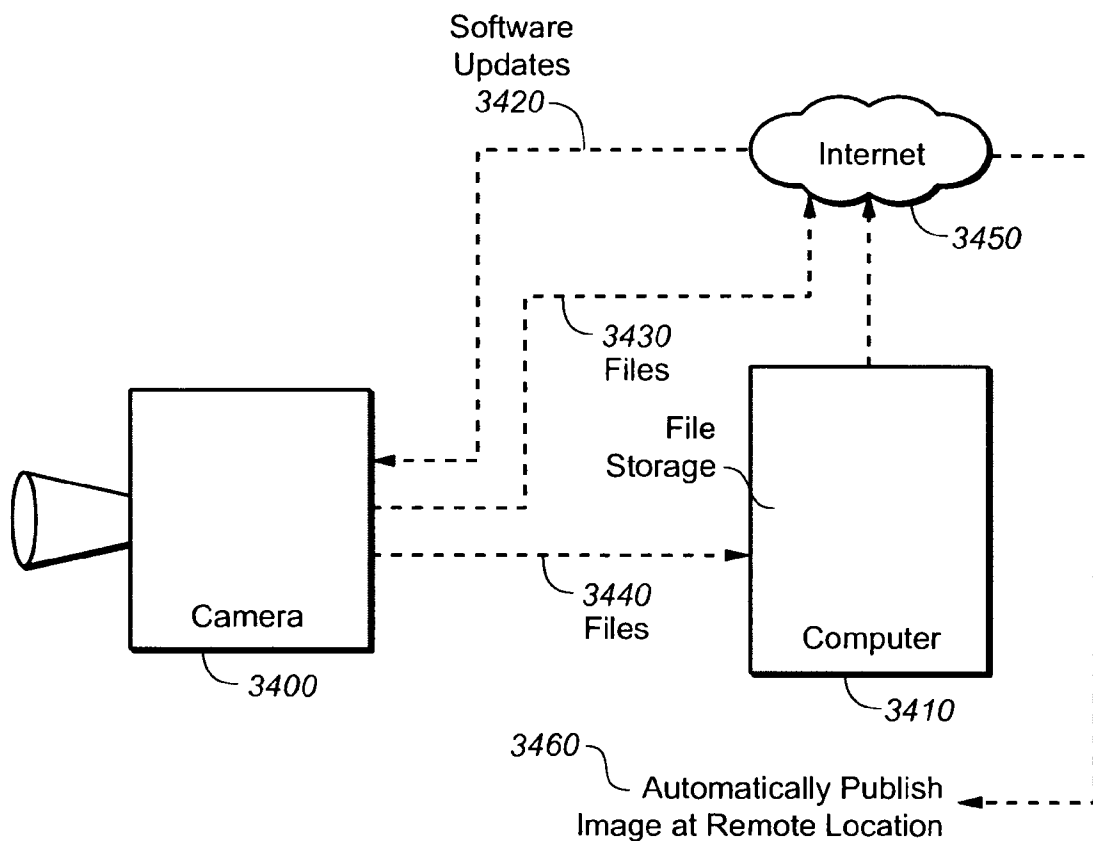 Software
Updates
3420
Internet
3450
3430
Files
File
Storage
3440
Files
Camera
3400
Computer
3410
3460
Automatically Publish
Image at Remote Location